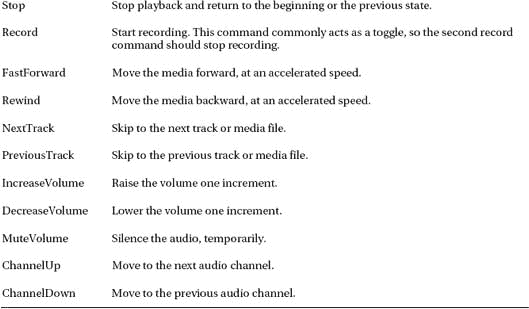 Stop Stop playback and return to the beginning or the previous state.
Record Start recording. This command commonly acts as a toggle, so the second record
command should stop recording.
FastForward Move the media forward, at an accelerated speed.
Rewind Move the media backward, at an accelerated speed.
NextTrack Skip to the next track or media file.
PreviousTrack Skip to the previous track or media file.
IncreaseVolume Raise the volume one increment.
DecreaseVolume Lower the volume one increment.
MuteVolume Silence the audio, temporarily.
ChannelUp Move to the next audio channel.
ChannelDown Move to the previous audio channel.